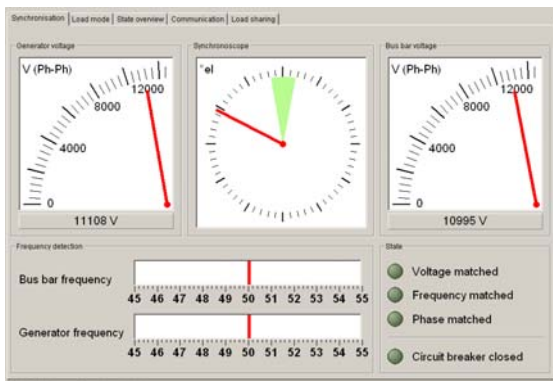 Synchronisation Load mode State overview Communication Load sharing
Generator voltage
V (Ph-Ph)
0
4000
8000
12000
11108 V
Synchronoscope
°el
Bus bar voltage
V (Ph-Ph)
0
4000
8000
12000
10995 V
Frequency detection
Bus bar frequency
45 46 47 48 49 50 51 52 53 54 55
Generator frequency
45 46 47 48 49 50 51 52 53 54 55
State
Voltage matched
Frequency matched
Phase matched
Circuit breaker closed